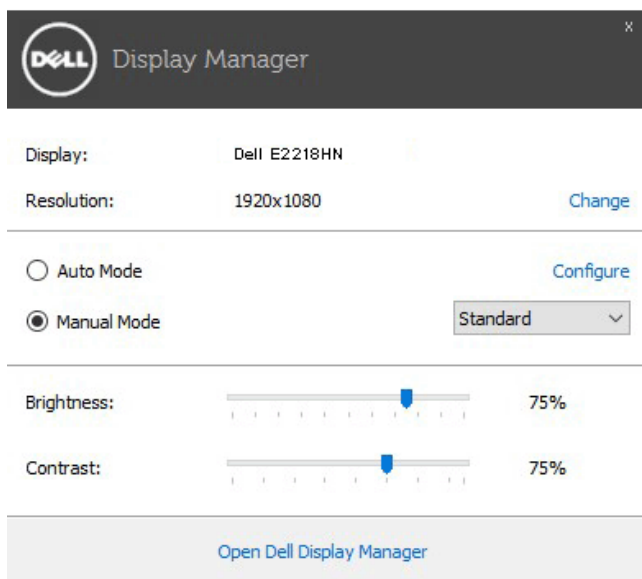 x
DELL Display Manager
Display: Dell E2218HN
Resolution: 1920x1080 Change
Auto Mode Configure
Manual Mode Standard
Brightness: 75%
Contrast: 75%
Open Dell Display Manager